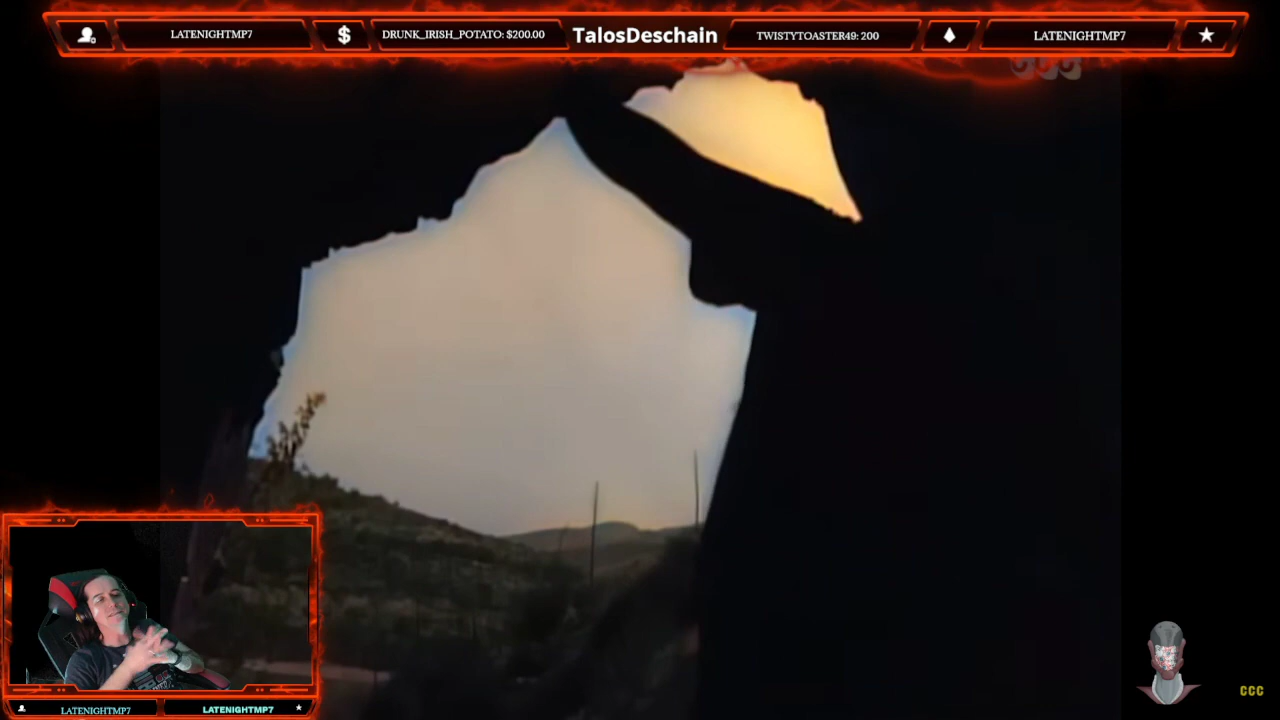 LATENIGHTMP7
$
DRUNK_IRISH_POTATO: $200.00
TalosDeschain
TWISTYTOASTER49: 200
LATENIGHTMP7
LATENIGHTMP7
LATENIGHTMP7
CCC